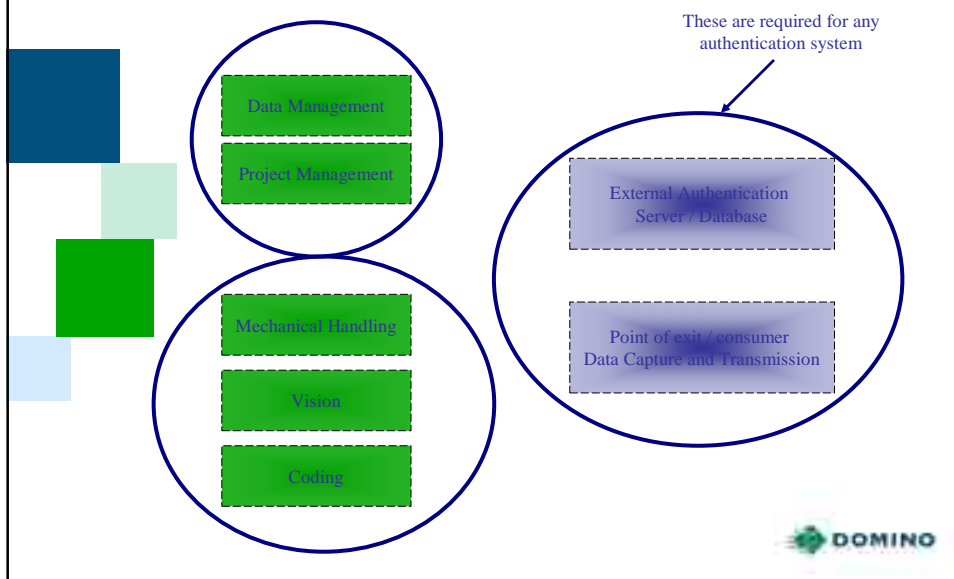 These are required for any
authentication system
Data Management
Project Management
External Authentication
Server / Database
Mechanical Handling
Vision
Coding
Point of exit / consumer
Data Capture and Transmission
DOMINO